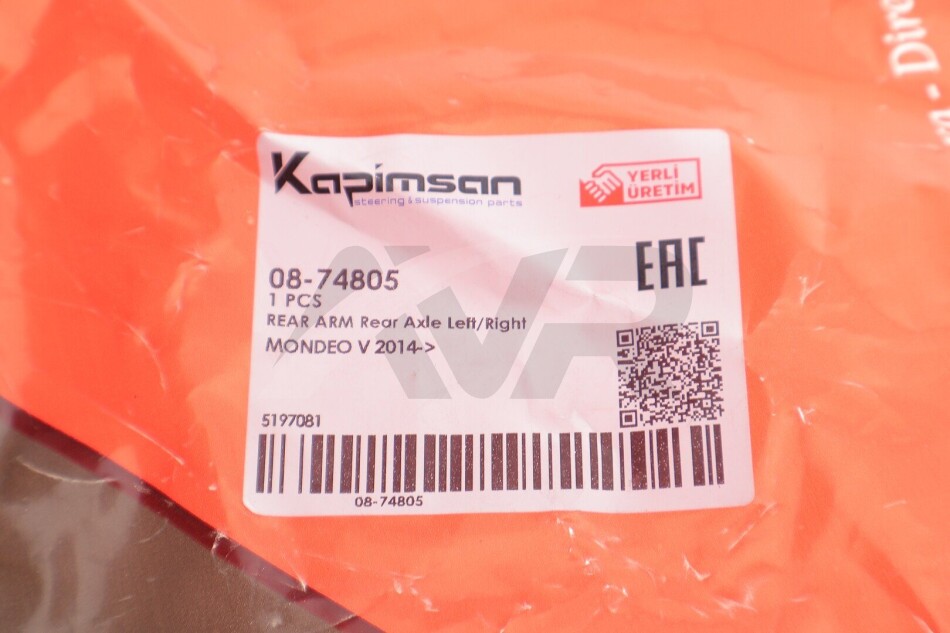 Kapimsan
steering & suspension parts
YERLİ
ÜRETİM
EAC
08-74805
1 PCS
REAR ARM Rear Axle Left/Right
MONDEO V 2014->
5197081
08-74805
AVP